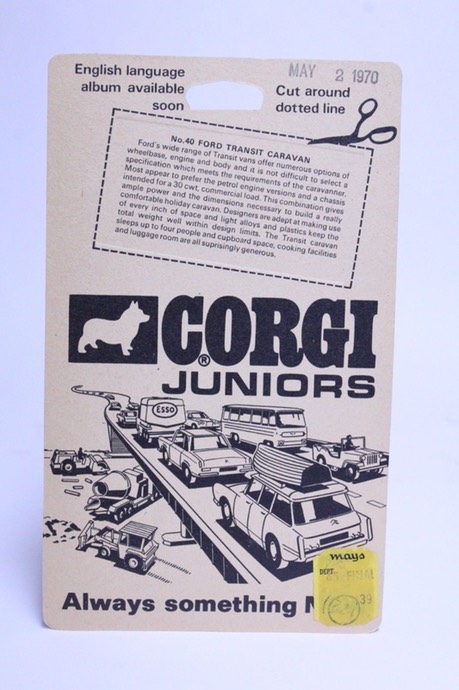 English language
album available
soon
MAY 2 1970
Cut around
dotted line
No.40 FORD TRANSIT CARAVAN
Ford's wide range of Transit vans offer numerous options of
wheelbase, engine and body and it is not difficult to select a
specification which meets the requirements of the caravanner.
Most appear to prefer the petrol engine versions and a chassis
intended for a 30 cwt, commercial load. This combination gives
ample power and the dimensions necessary to build a really
comfortable holiday caravan. Designers are adept at making use
of every inch of space and light alloys and plastics keep the
total weight well within design limits. The Transit caravan
sleeps up to four people and cupboard space, cooking facilities
and luggage room are all suprisingly generous.
CORGI
®
JUNIORS
ESSO
mays
DEPT.
39
Always something